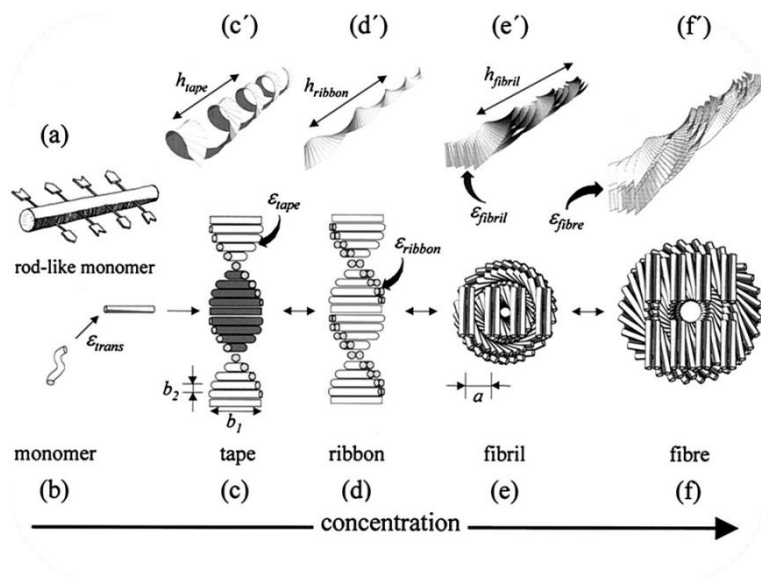 (c´) (d´) (e´) (f´)
h_tape h_ribbon h_fibril
(a)
ε_fibril ε_fibre
ε_tape
rod-like monomer
ε_ribbon
ε_trans
b_2
b_1
a
monomer tape ribbon fibril fibre
(b) (c) (d) (e) (f)
concentration